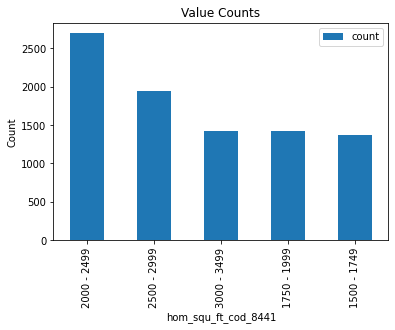 Value Counts
count
Count
2500
2000
1500
1000
500
0
2000 - 2499
2500 - 2999
3000 - 3499
1750 - 1999
1500 - 1749
hom_squ_ft_cod_8441